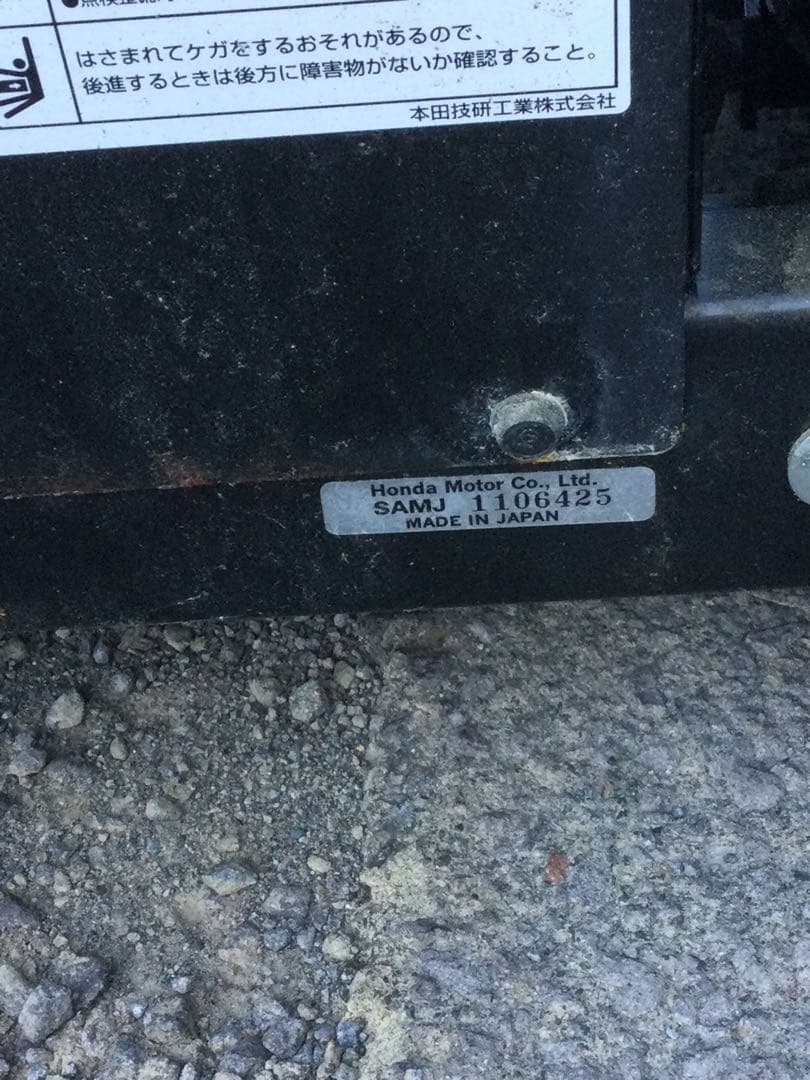 はさまれてケガをするおそれがあるので、
後進するときは後方に障害物がないか確認すること。
本田技研工業株式会社
Honda Motor Co., Ltd.
SAMJ 1106425
MADE IN JAPAN